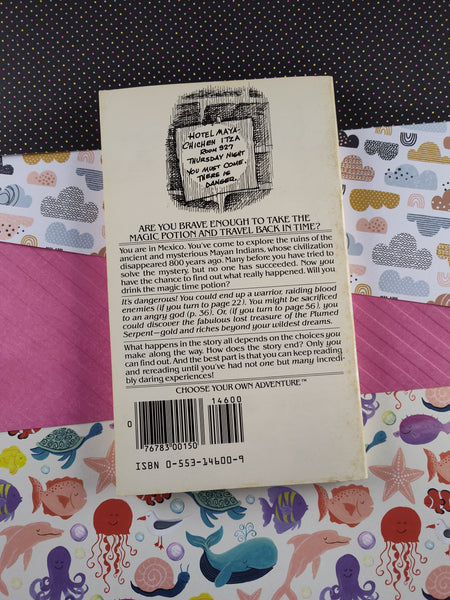 HOTEL MAYA
CHICHEN ITZA
ROOM 927
THURSDAY NIGHT
YOU MUST COME.
THERE IS
DANGER.
ARE YOU BRAVE ENOUGH TO TAKE THE
MAGIC POTION AND TRAVEL BACK IN TIME?
You are in Mexico. You've come to explore the ruins of the
ancient and mysterious Mayan Indians, whose civilization
disappeared 800 years ago. Many before you have tried to
solve the mystery, but no one has succeeded. Now you
have the chance to find out what really happened. Will you
drink the magic time potion?
It's dangerous! You could end up a warrior, raiding blood
enemies (if you turn to page 22). You might be sacrificed
to an angry god (p. 36). Or, (if you turn to page 56), you
could discover the fabulous lost treasure of the Plumed
Serpent—gold and riches beyond your wildest dreams.
What happens in the story all depends on the choices you
make along the way. How does the story end? Only you
can find out. And the best part is that you can keep reading
and rereading until you've had not one but many incredi-
bly daring experiences!
CHOOSE YOUR OWN ADVENTURE™
14600
0
76783 00150
ISBN 0-553-14600-9